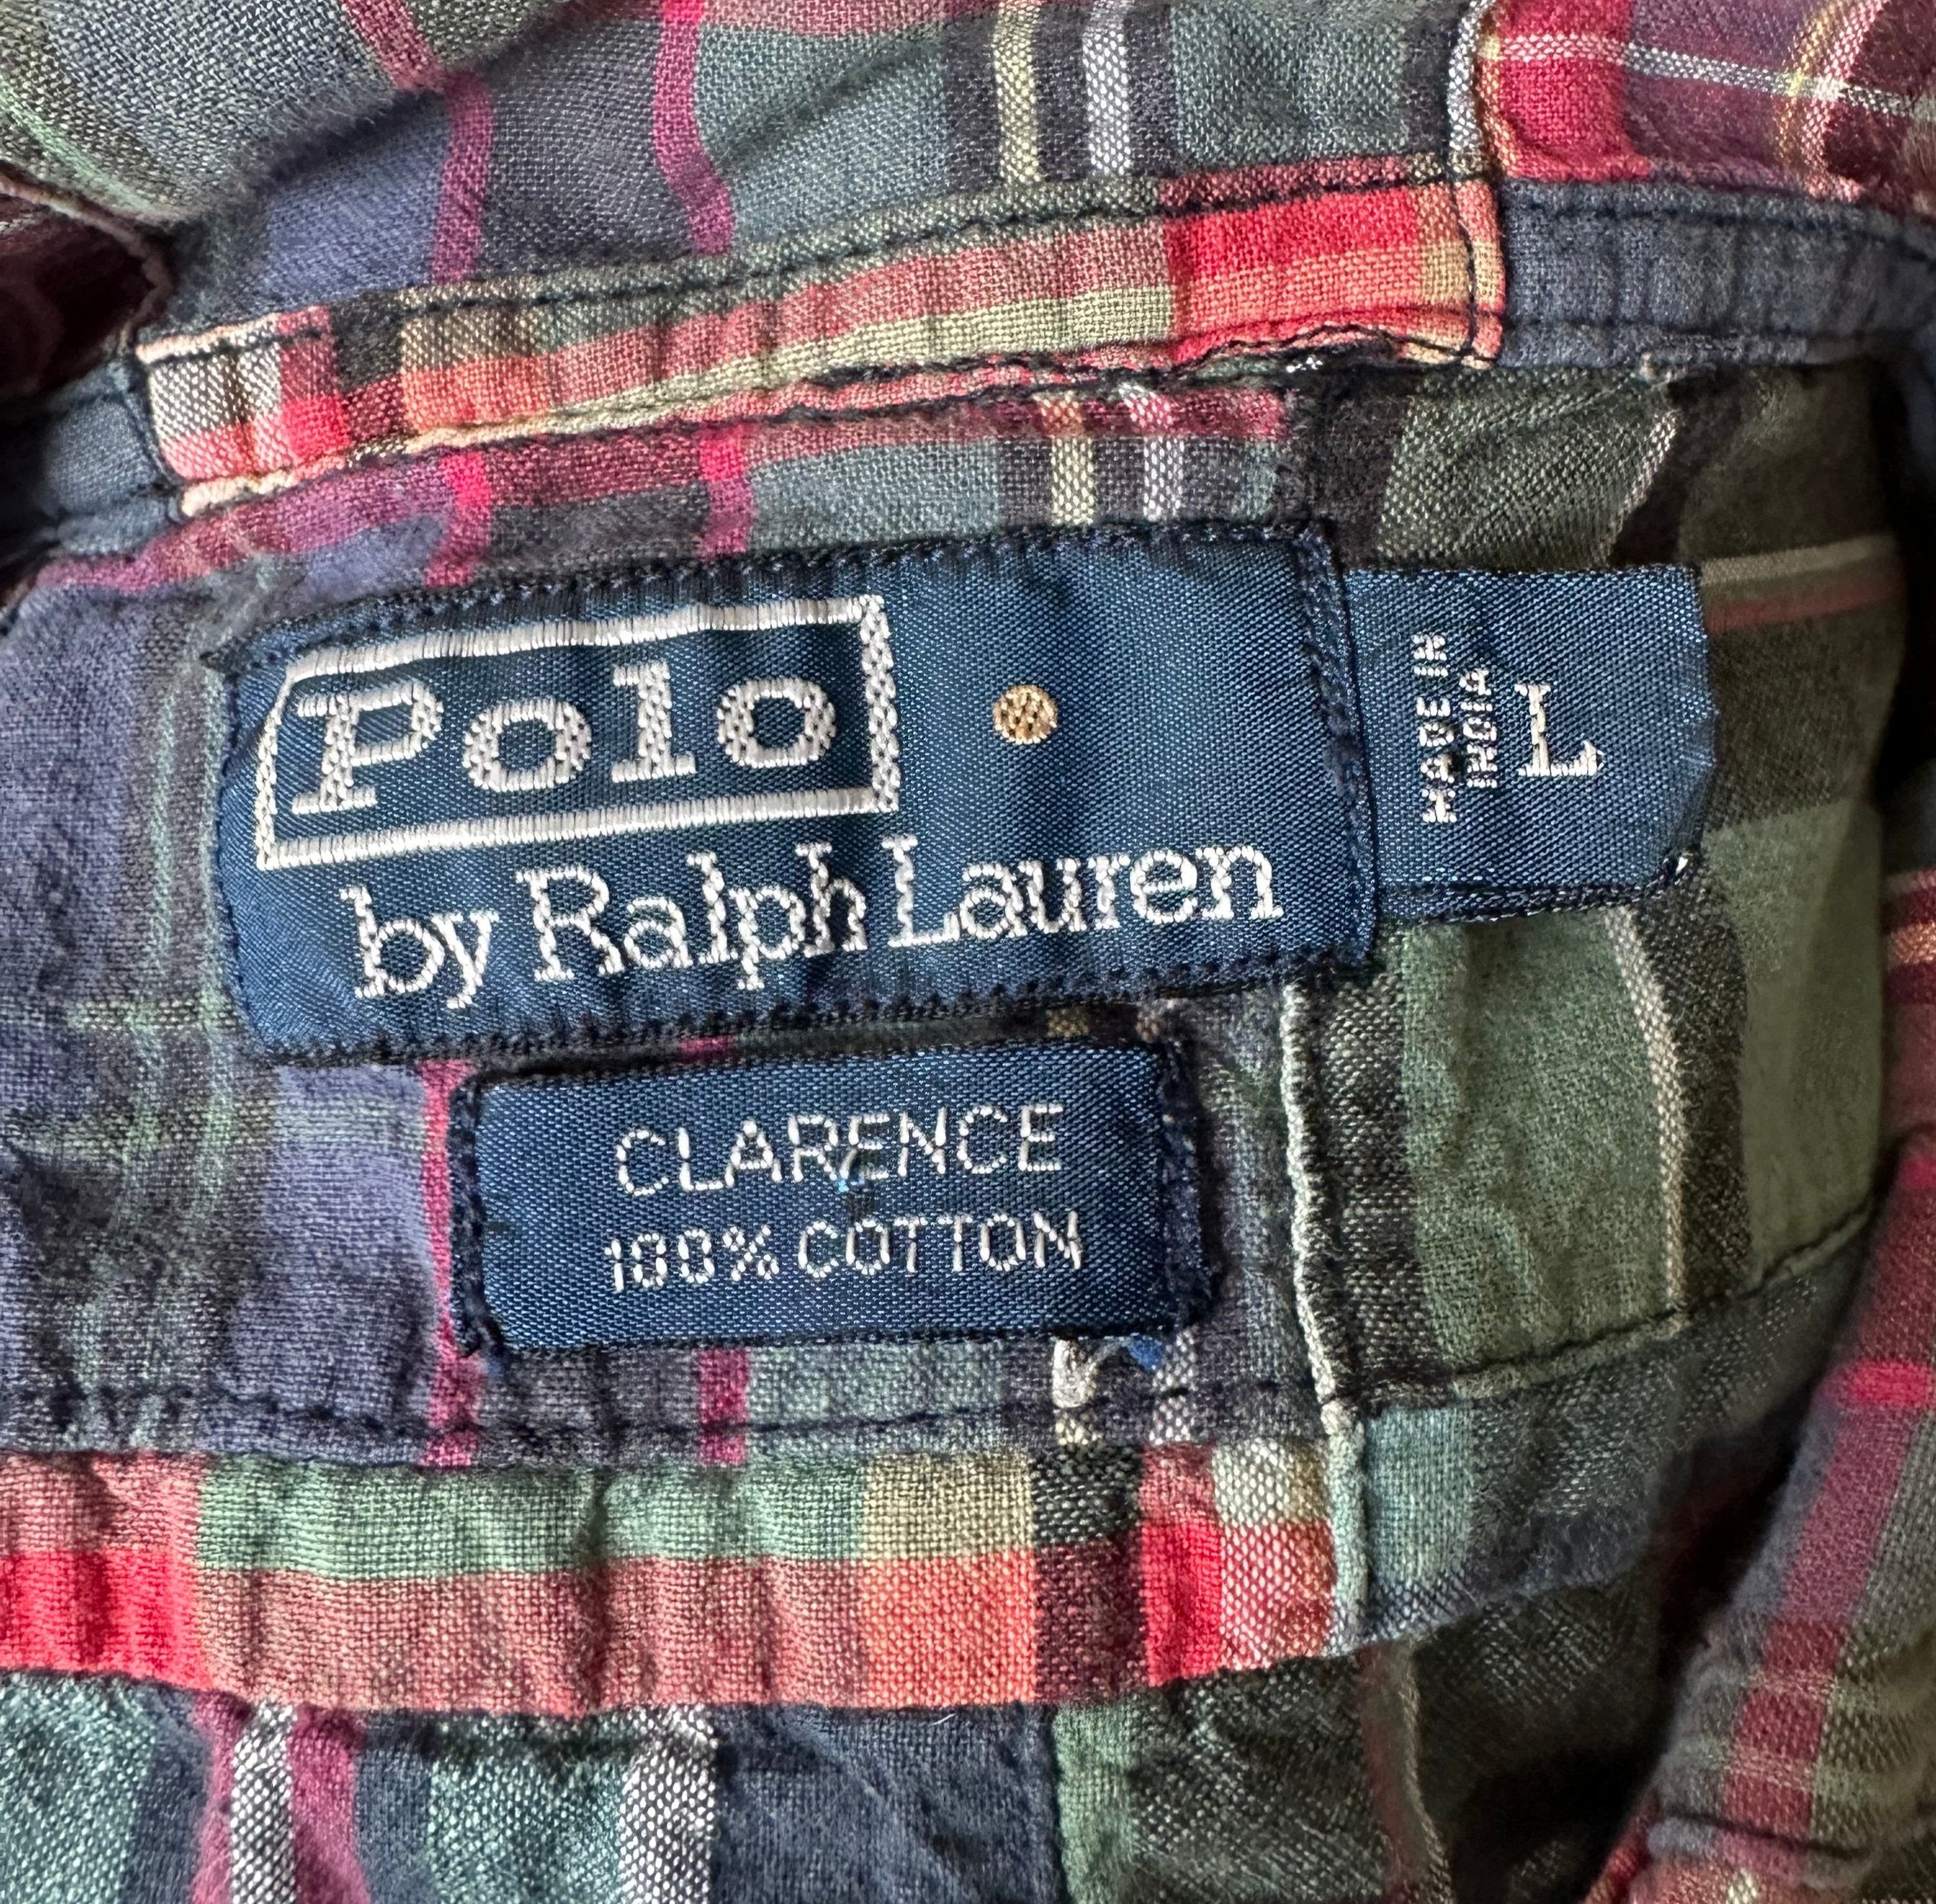 Polo
by Ralph Lauren
MADE IN
INDIA
L
CLARENCE
100% COTTON